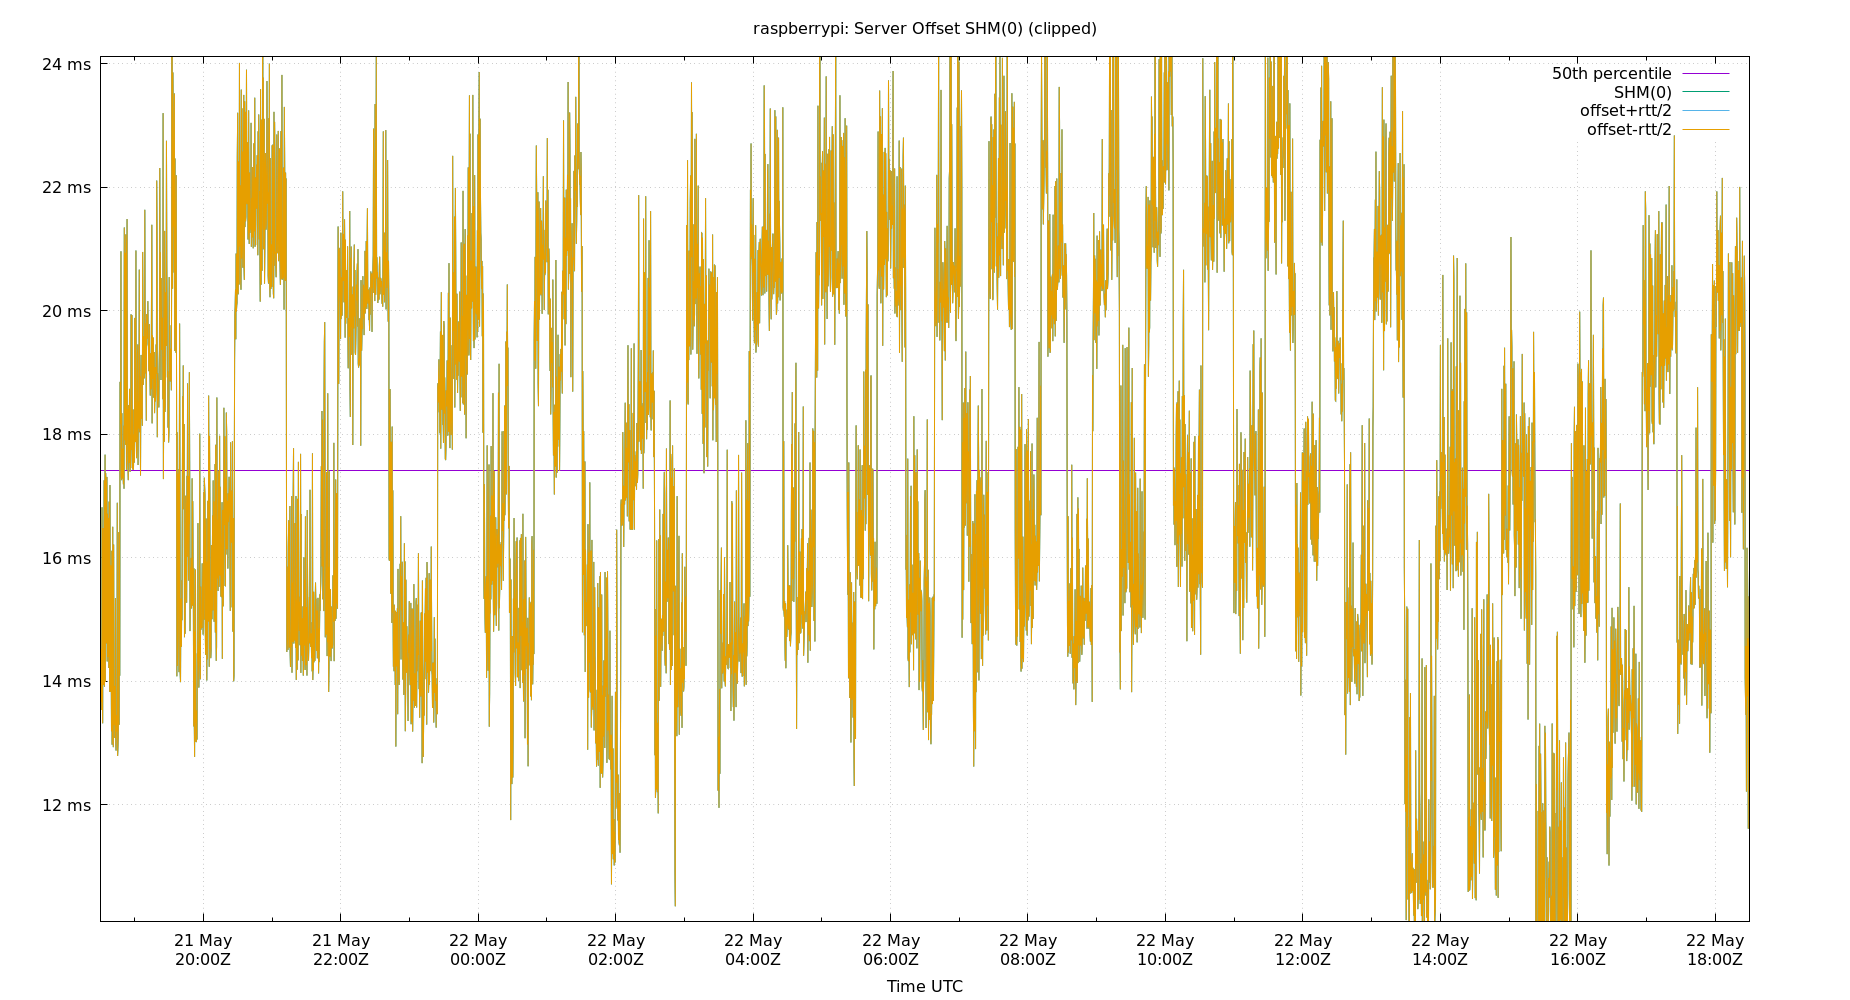 raspberrypi: Server Offset SHM(0) (clipped)
24 ms
22 ms
20 ms
18 ms
16 ms
14 ms
12 ms
50th percentile
SHM(0)
offset+rtt/2
offset-rtt/2
21 May 21 May 22 May 22 May 22 May 22 May 22 May 22 May 22 May 22 May 22 May 22 May
20:00Z 22:00Z 00:00Z 02:00Z 04:00Z 06:00Z 08:00Z 10:00Z 12:00Z 14:00Z 16:00Z 18:00Z
Time UTC